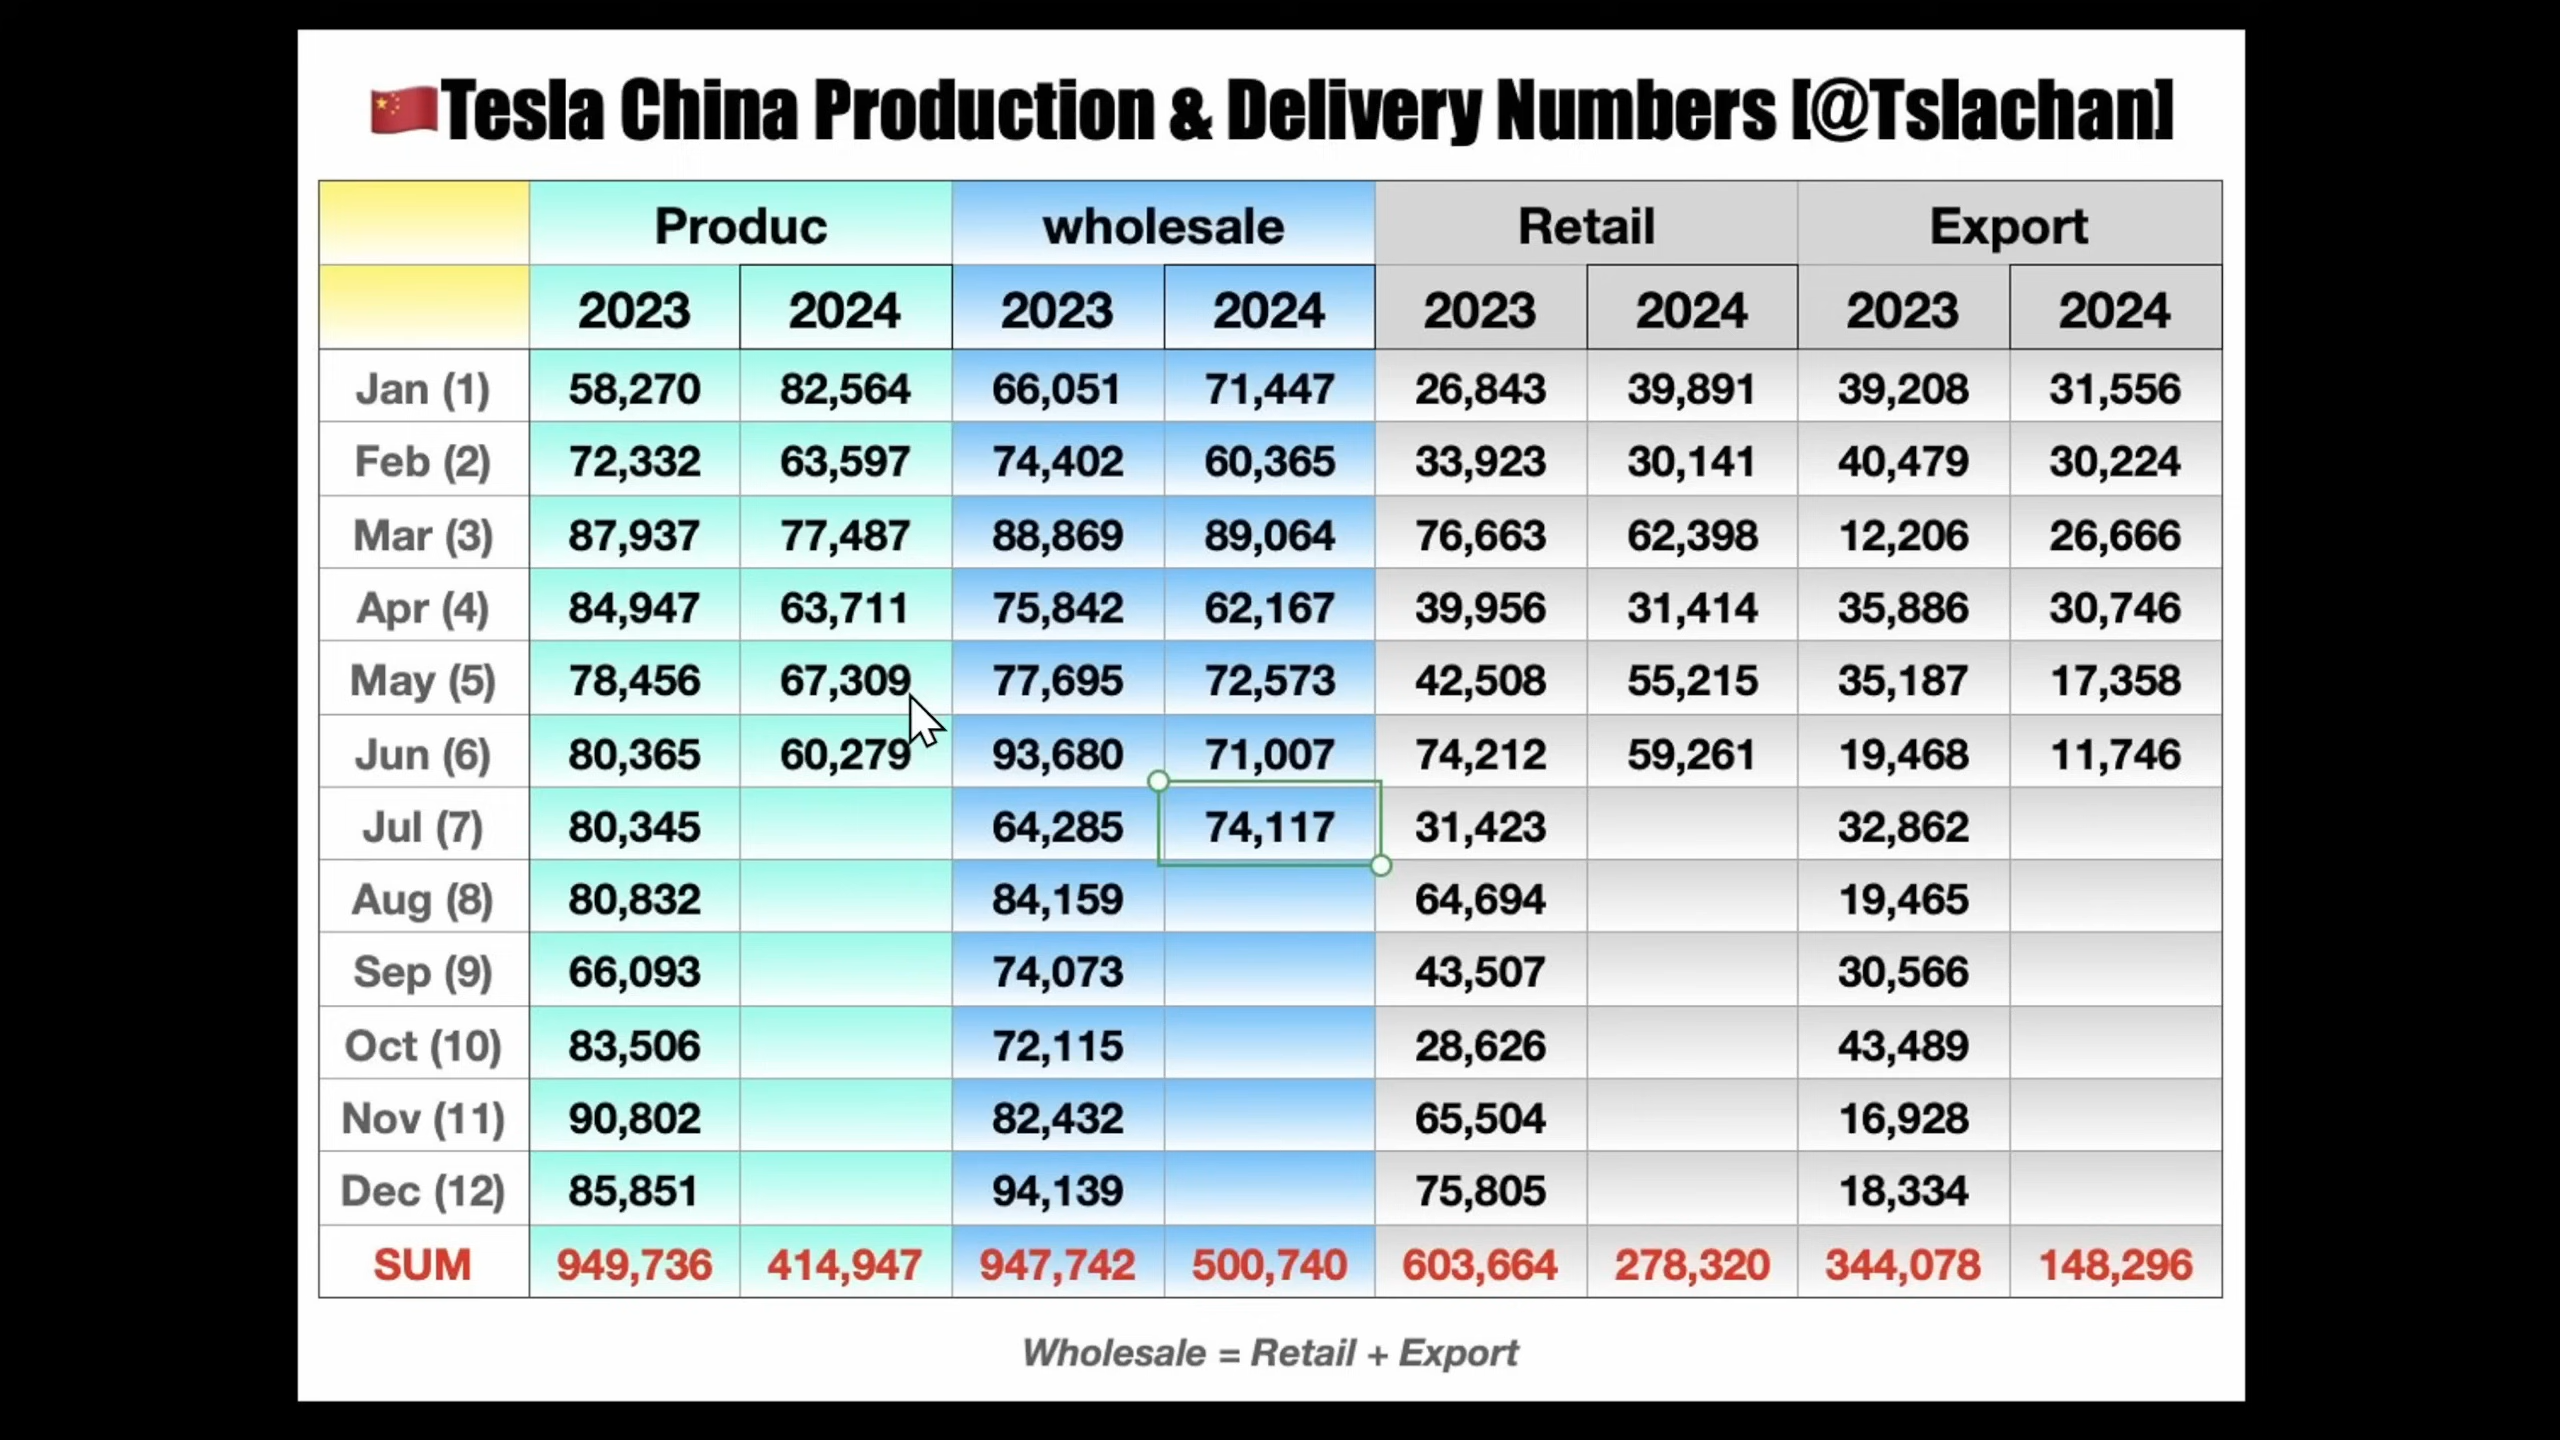 🇨🇳Tesla China Production & Delivery Numbers [@Tslachan]
Produc wholesale Retail Export
2023 2024 2023 2024 2023 2024 2023 2024
Jan (1) 58,270 82,564 66,051 71,447 26,843 39,891 39,208 31,556
Feb (2) 72,332 63,597 74,402 60,365 33,923 30,141 40,479 30,224
Mar (3) 87,937 77,487 88,869 89,064 76,663 62,398 12,206 26,666
Apr (4) 84,947 63,711 75,842 62,167 39,956 31,414 35,886 30,746
May (5) 78,456 67,309 77,695 72,573 42,508 55,215 35,187 17,358
Jun (6) 80,365 60,279 93,680 71,007 74,212 59,261 19,468 11,746
Jul (7) 80,345 64,285 74,117 31,423 32,862
Aug (8) 80,832 84,159 64,694 19,465
Sep (9) 66,093 74,073 43,507 30,566
Oct (10) 83,506 72,115 28,626 43,489
Nov (11) 90,802 82,432 65,504 16,928
Dec (12) 85,851 94,139 75,805 18,334
SUM 949,736 414,947 947,742 500,740 603,664 278,320 344,078 148,296
Wholesale = Retail + Export